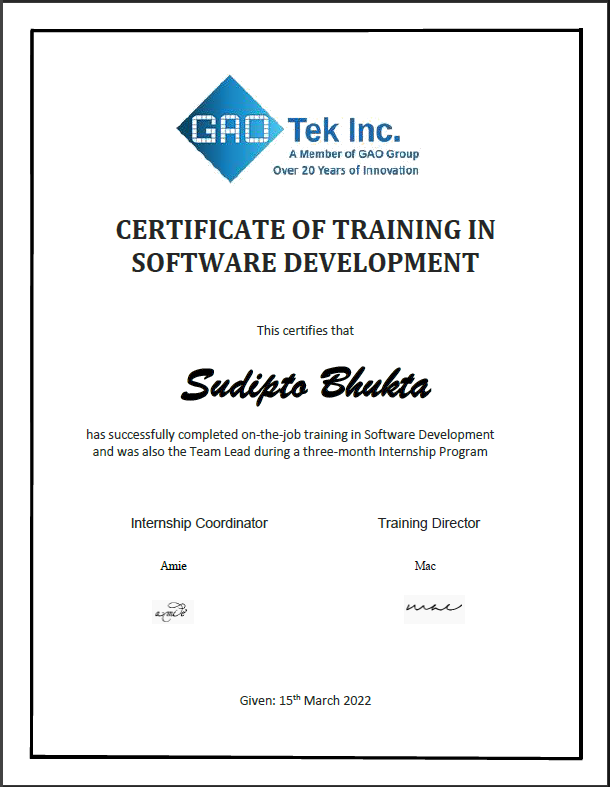 GAO Tek Inc.
A Member of GAO Group
Over 20 Years of Innovation
CERTIFICATE OF TRAINING IN
SOFTWARE DEVELOPMENT
This certifies that
Sudipto Bhukta
has successfully completed on-the-job training in Software Development
and was also the Team Lead during a three-month Internship Program
Internship Coordinator Training Director
Amie Mac
amie mac
Given: 15th March 2022